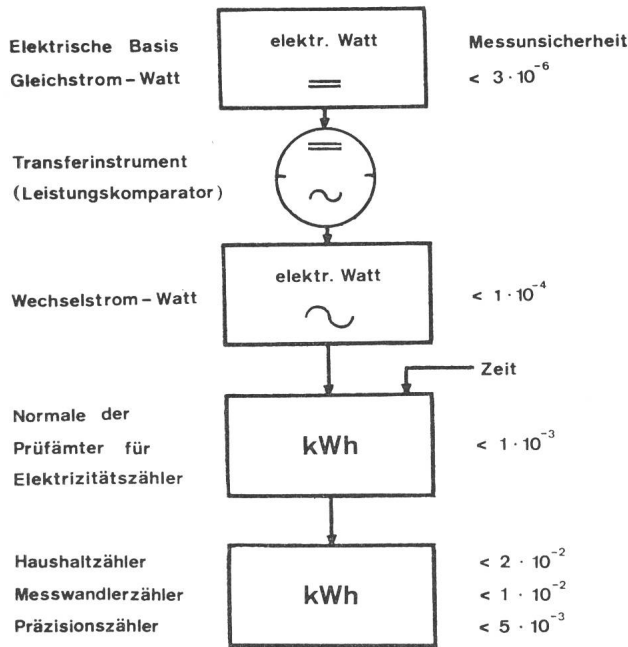 Elektrische Basis
Gleichstrom – Watt
elektr. Watt
Messunsicherheit
< 3 · 10⁻⁶
Transferinstrument
(Leistungskomparator)
elektr. Watt
Wechselstrom – Watt
< 1 · 10⁻⁴
Zeit
Normale der
Prüfämter für
Elektrizitätszähler
kWh
< 1 · 10⁻³
Haushaltzähler
Messwandlerzähler
Präzisionszähler
kWh
< 2 · 10⁻²
< 1 · 10⁻²
< 5 · 10⁻³